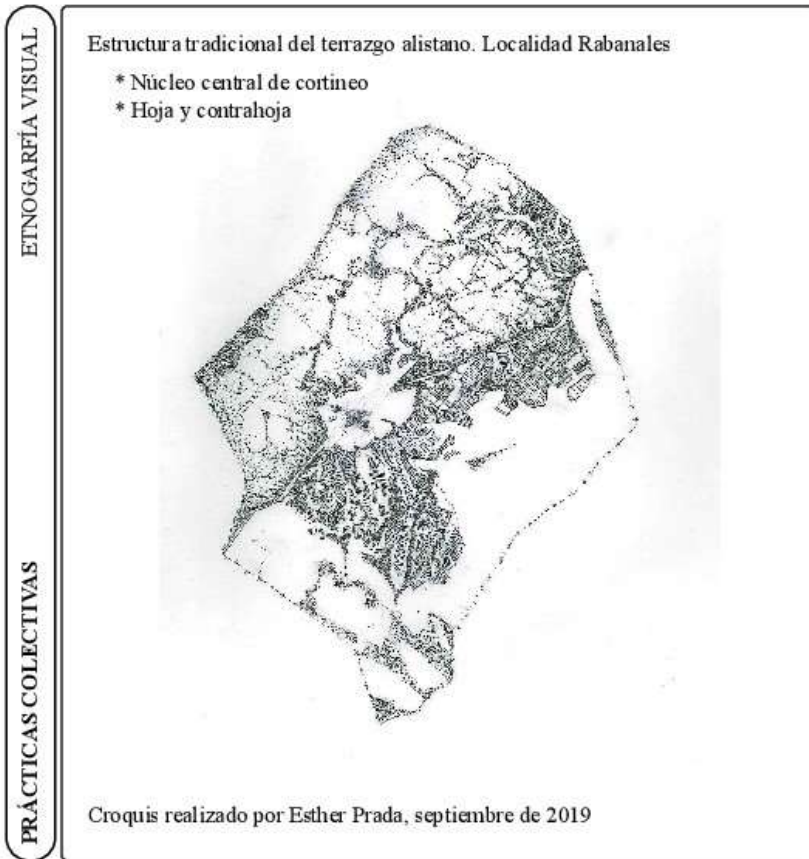 ETNOGARFÍA VISUAL
PRÁCTICAS COLECTIVAS
Estructura tradicional del terrazgo alistano. Localidad Rabanales
* Núcleo central de cortineo
* Hoja y contrahoja
Croquis realizado por Esther Prada, septiembre de 2019